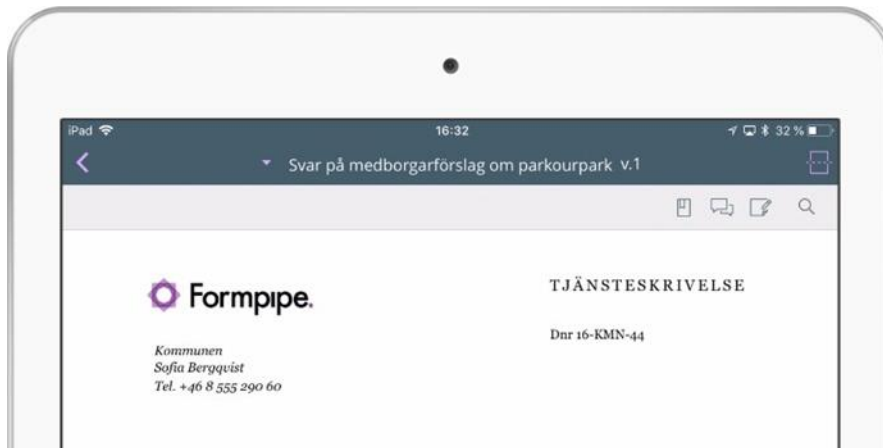 iPad 16:32 32 %
Svar på medborgarförslag om parkourpark v.1
Formpipe.
TJÄNSTESKRIVELSE
Dnr 16-KMN-44
Kommunen
Sofia Bergqvist
Tel. +46 8 555 290 60